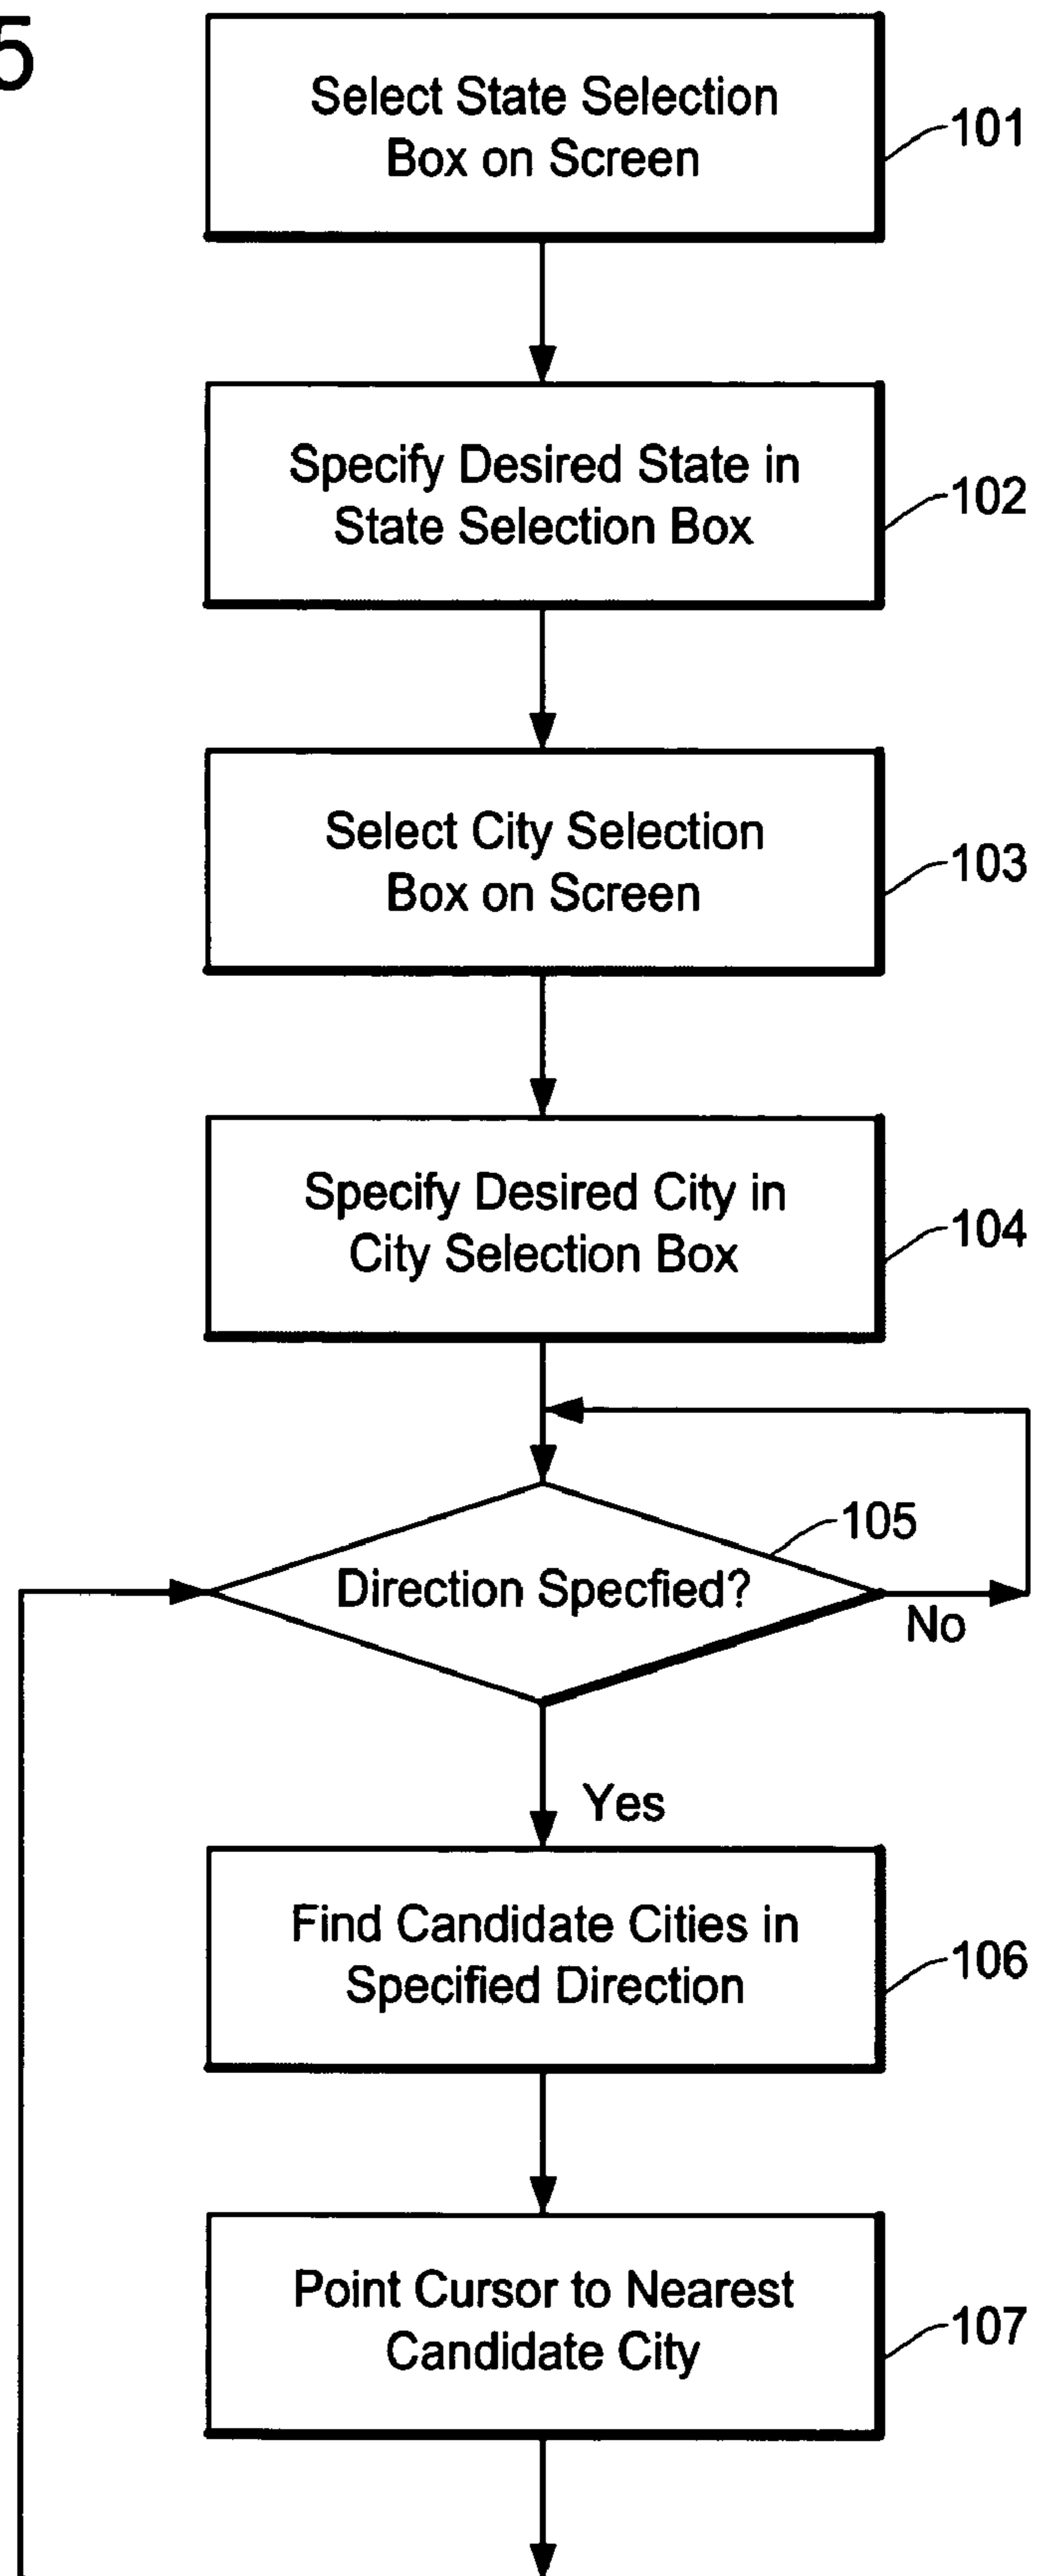 5
Select State Selection
Box on Screen
101
Specify Desired State in
State Selection Box
102
Select City Selection
Box on Screen
103
Specify Desired City in
City Selection Box
104
105
Direction Specfied?
No
Yes
Find Candidate Cities in
Specified Direction
106
Point Cursor to Nearest
Candidate City
107